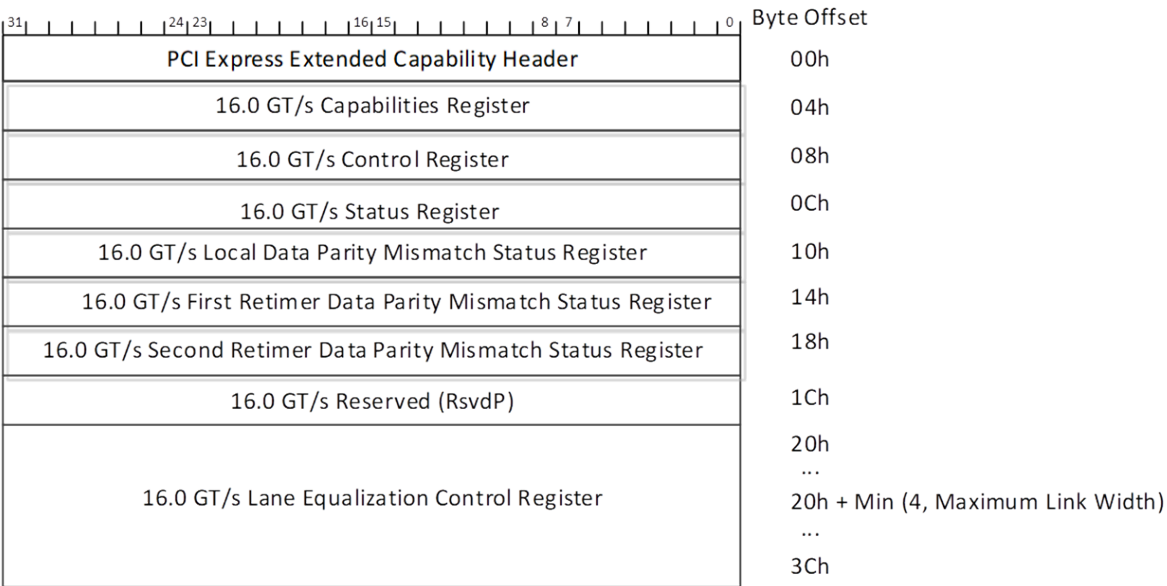 31 24 23 16 15 8 7 0 Byte Offset
PCI Express Extended Capability Header 00h
16.0 GT/s Capabilities Register 04h
16.0 GT/s Control Register 08h
16.0 GT/s Status Register 0Ch
16.0 GT/s Local Data Parity Mismatch Status Register 10h
16.0 GT/s First Retimer Data Parity Mismatch Status Register 14h
16.0 GT/s Second Retimer Data Parity Mismatch Status Register 18h
16.0 GT/s Reserved (RsvdP) 1Ch
20h
...
16.0 GT/s Lane Equalization Control Register 20h + Min (4, Maximum Link Width)
...
3Ch